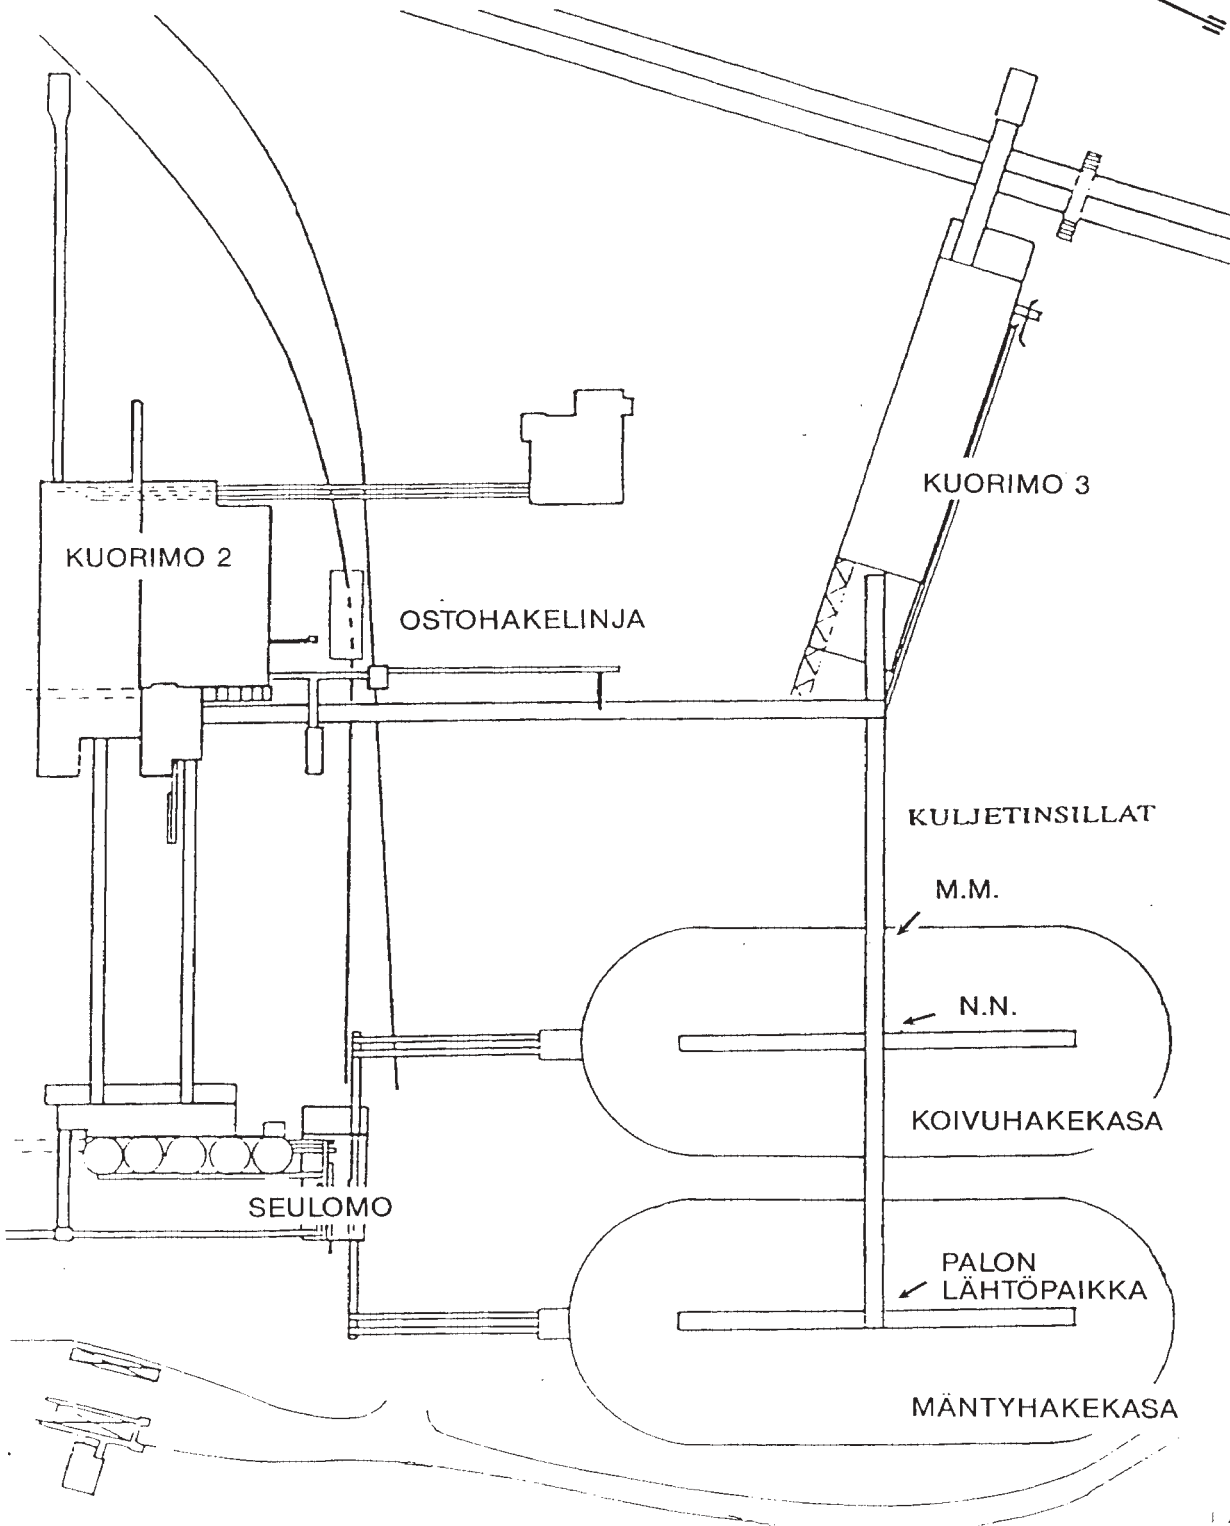 KUORIMO 3
KUORIMO 2
OSTOHAKELINJA
KULJETINSILLAT
M.M.
N.N.
KOIVUHAKEKASA
SEULOMO
PALON
LÄHTÖPAIKKA
MÄNTYHAKEKASA